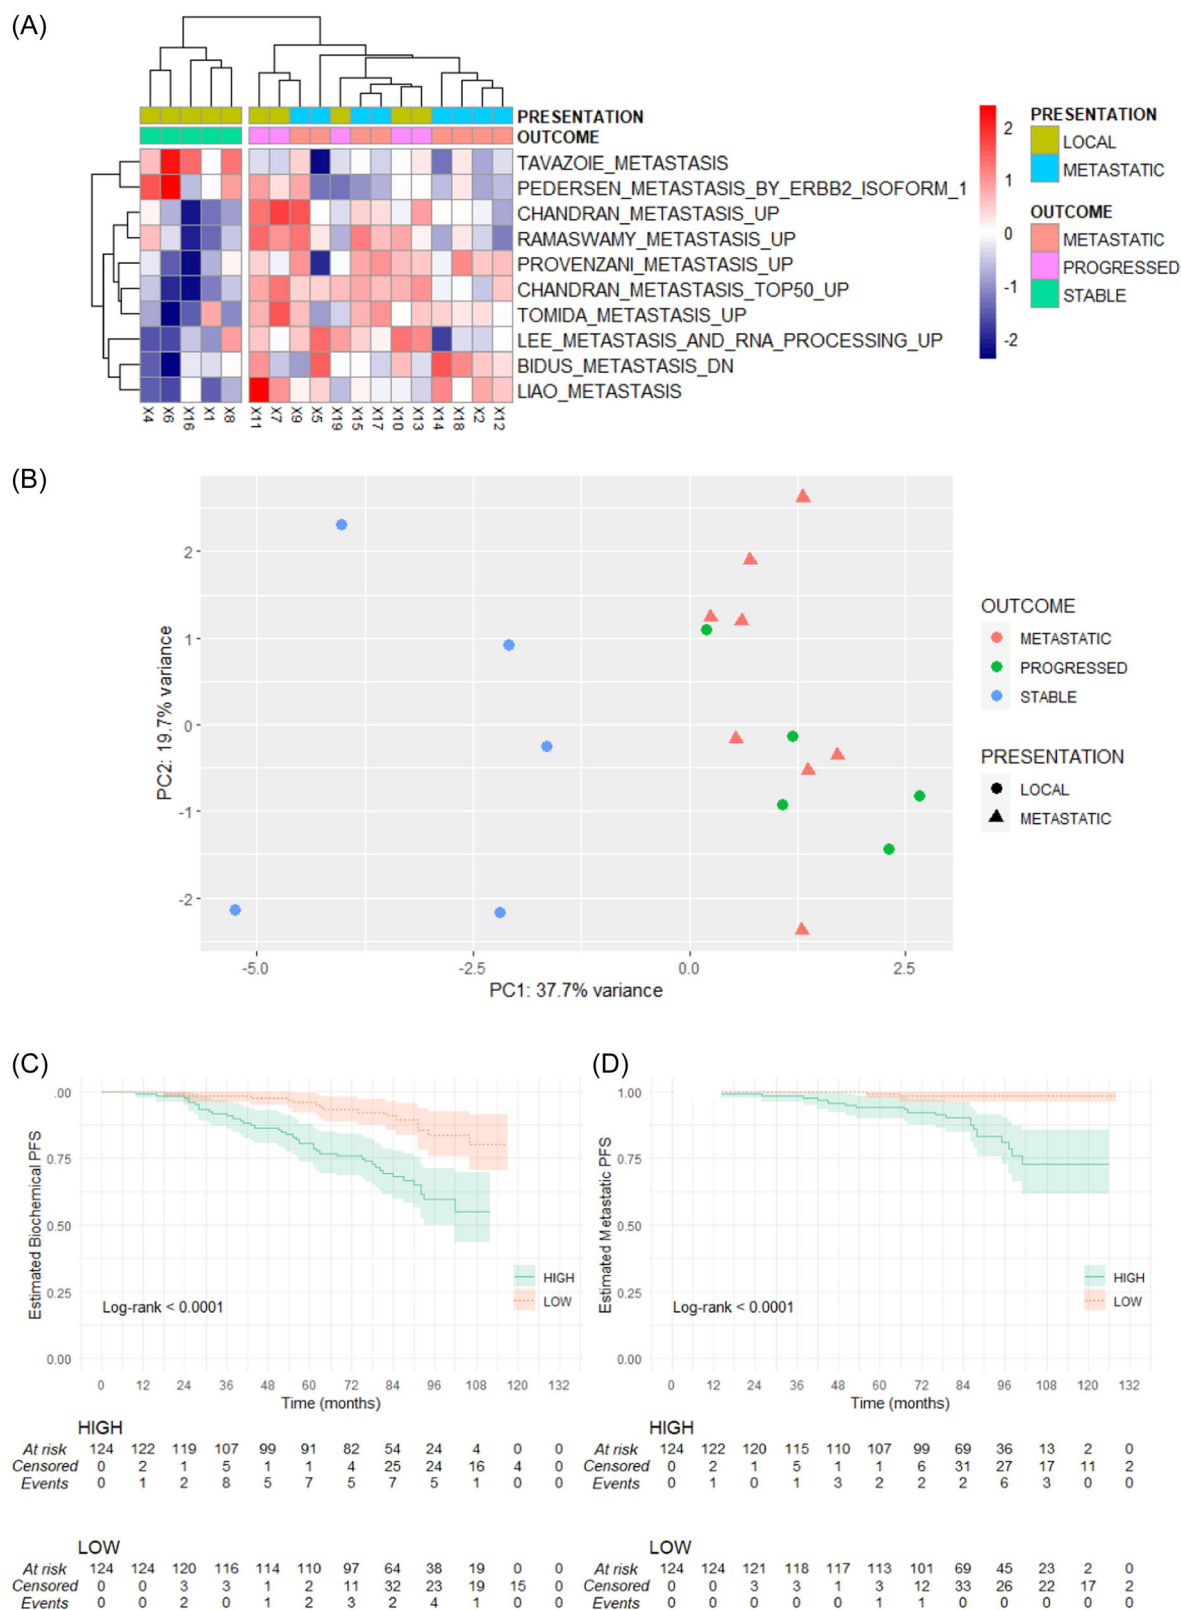 (A)
PRESENTATION
OUTCOME
TAVAZOIE_METASTASIS
PEDERSEN_METASTASIS_BY_ERBB2_ISOFORM_1
CHANDRAN_METASTASIS_UP
RAMASWAMY_METASTASIS_UP
PROVENZANI_METASTASIS_UP
CHANDRAN_METASTASIS_TOP50_UP
TOMIDA_METASTASIS_UP
LEE_METASTASIS_AND_RNA_PROCESSING_UP
BIDUS_METASTASIS_DN
LIAO_METASTASIS
X4 X6 X16 X1 X8 X11 X7 X9 X5 X19 X15 X17 X10 X13 X14 X18 X2 X12
2
1
0
-1
-2
PRESENTATION
LOCAL
METASTATIC
OUTCOME
METASTATIC
PROGRESSED
STABLE
(B)
PC2: 19.7% variance
2
1
0
-1
-2
-5.0 -2.5 0.0 2.5
PC1: 37.7% variance
OUTCOME
METASTATIC
PROGRESSED
STABLE
PRESENTATION
LOCAL
METASTATIC
(C)
Estimated Biochemical PFS
.00
0.75
0.50
0.25
0.00
HIGH
LOW
Log-rank < 0.0001
0 12 24 36 48 60 72 84 96 108 120 132
Time (months)
HIGH
At risk 124 122 119 107 99 91 82 54 24 4 0 0
Censored 0 2 1 5 1 1 4 25 24 16 4 0
Events 0 1 2 8 5 7 5 7 5 1 0 0
LOW
At risk 124 124 120 116 114 110 97 64 38 19 0 0
Censored 0 0 3 3 1 2 11 32 23 19 15 0
Events 0 0 2 0 1 2 3 2 4 1 0 0
(D)
Estimated Metastatic PFS
1.00
0.75
0.50
0.25
0.00
HIGH
LOW
Log-rank < 0.0001
0 12 24 36 48 60 72 84 96 108 120 132
Time (months)
HIGH
At risk 124 122 120 115 110 107 99 69 36 13 2 0
Censored 0 2 1 5 1 1 6 31 27 17 11 2
Events 0 1 0 1 3 2 2 2 6 3 0 0
LOW
At risk 124 124 121 118 117 113 101 69 45 23 2 0
Censored 0 0 3 3 1 3 12 33 26 22 17 2
Events 0 0 0 0 0 1 1 0 0 0 0 0